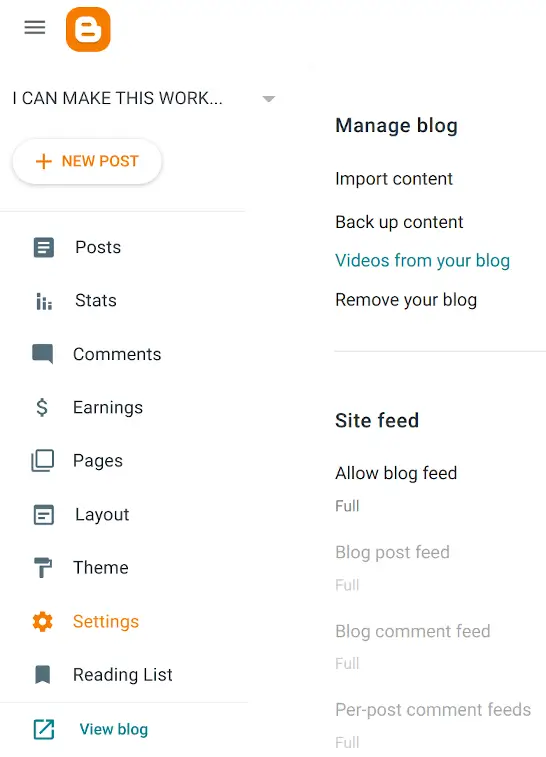 I CAN MAKE THIS WORK...
NEW POST
Posts
Stats
Comments
Earnings
Pages
Layout
Theme
Settings
Reading List
View blog
Manage blog
Import content
Back up content
Videos from your blog
Remove your blog
Site feed
Allow blog feed
Full
Blog post feed
Full
Blog comment feed
Full
Per-post comment feeds
Full